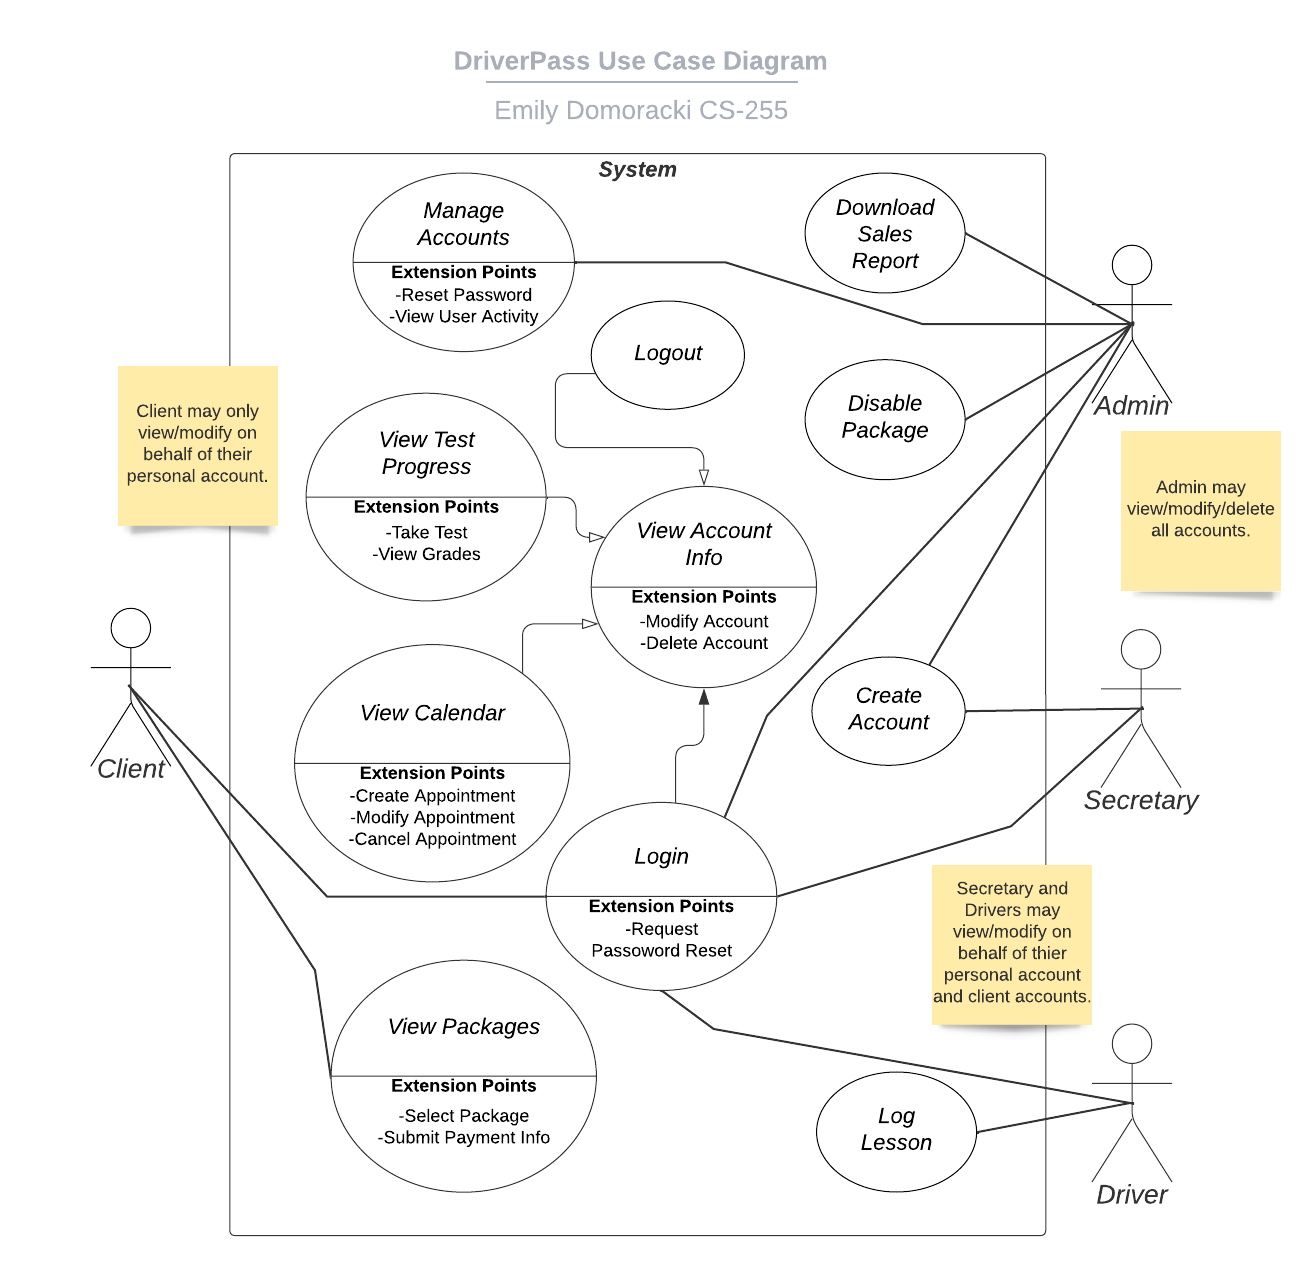 DriverPass Use Case Diagram
Emily Domoracki CS-255
System
Manage
Accounts
Extension Points
-Reset Password
-View User Activity
Download
Sales
Report
Logout
Admin
Disable
Package
Client may only
view/modify on
behalf of their
personal account.
View Test
Progress
Extension Points
-Take Test
-View Grades
Admin may
view/modify/delete
all accounts.
View Account
Info
Extension Points
-Modify Account
-Delete Account
View Calendar
Extension Points
-Create Appointment
-Modify Appointment
-Cancel Appointment
Create
Account
Client
Secretary
Login
Extension Points
-Request
Passoword Reset
Secretary and
Drivers may
view/modify on
behalf of thier
personal account
and client accounts.
View Packages
Extension Points
-Select Package
-Submit Payment Info
Log
Lesson
Driver